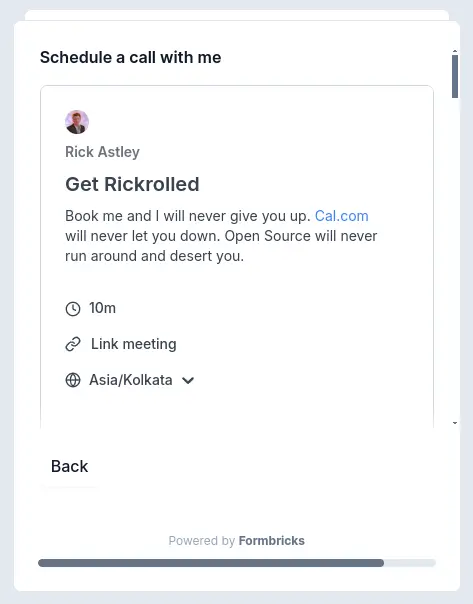 Schedule a call with me
Rick Astley
Get Rickrolled
Book me and I will never give you up. Cal.com
will never let you down. Open Source will never
run around and desert you.
10m
Link meeting
Asia/Kolkata
Back
Powered by Formbricks